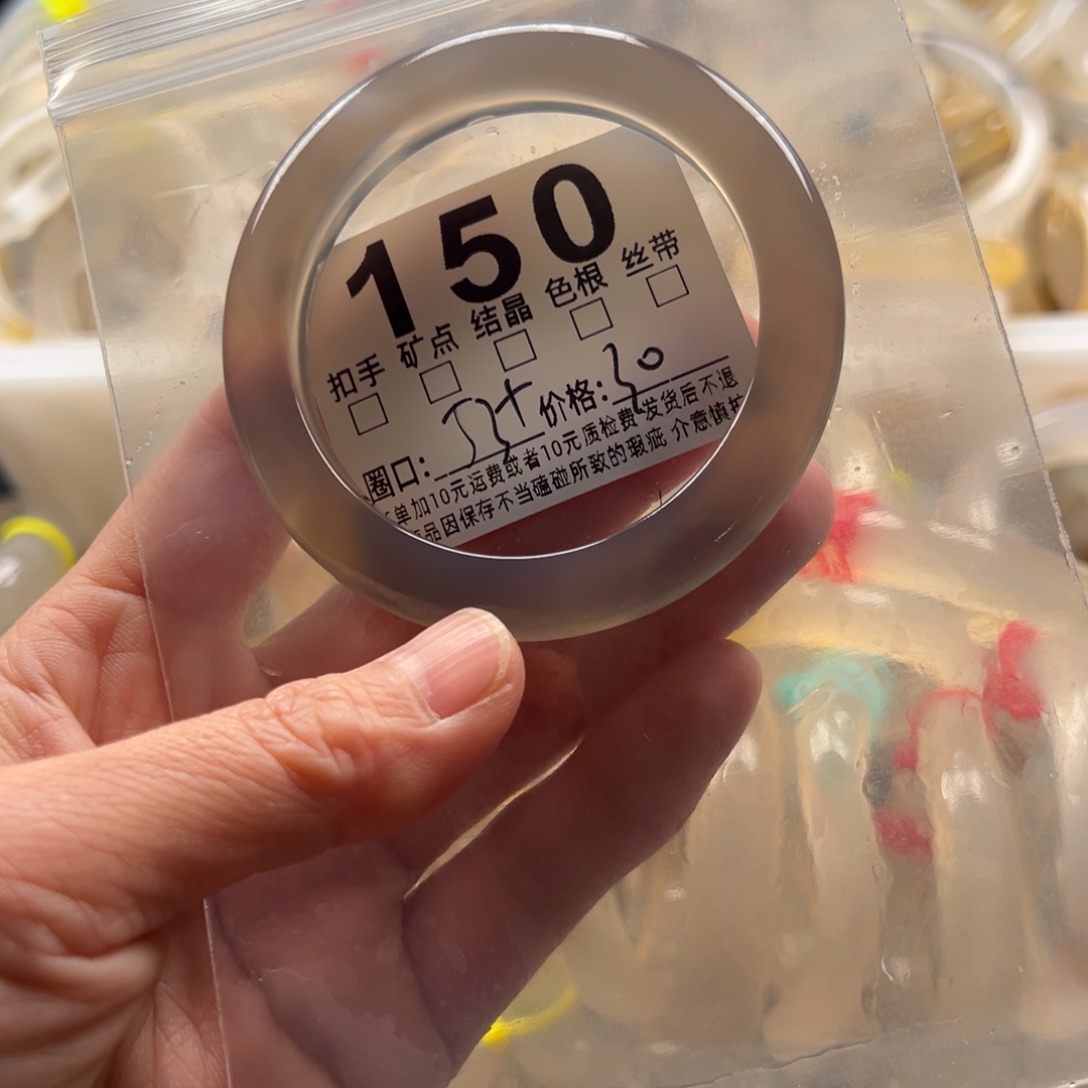 150
扣手 矿点 结晶 色根 丝带
圈口: 价格: 30
单加10元运费或者10元质检费 发货后不退
品因保存不当磕碰所致的瑕疵 介意慎